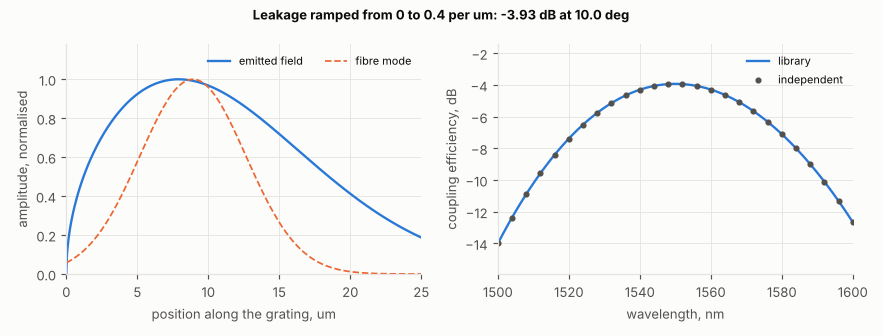 Leakage ramped from 0 to 0.4 per um: -3.93 dB at 10.0 deg
emitted field
fibre mode
amplitude, normalised
1.0
0.8
0.6
0.4
0.2
0.0
0
5
10
15
20
25
position along the grating, um
library
independent
coupling efficiency, dB
−2
−4
−6
−8
−10
−12
−14
1500
1520
1540
1560
1580
1600
wavelength, nm